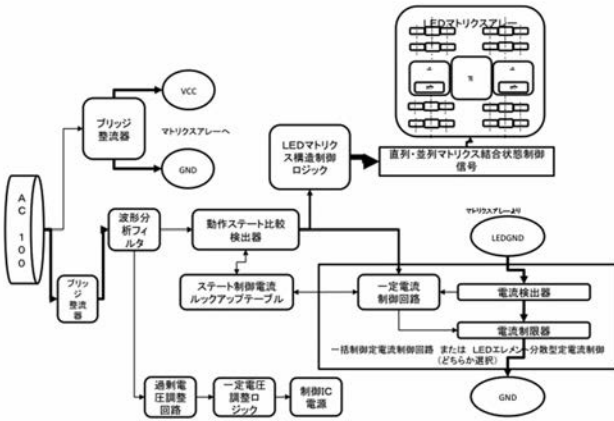 LEDマトリクスアレー
VCC
ブリッジ
整流器
マトリクスアレーへ
GND
LEDマトリク
ス構造制御
ロジック
直列・並列マトリクス結合状態制御
信号
AC 100
波形分
析フィ
ルタ
動作ステート比較
検出器
マトリクスアレーより
LEDGND
ブリッ
ジ
整流
器
ステート制御電流
ルックアップテーブル
一定電流
制御回路
電流検出器
電流制限器
一括制御定電流制御回路 または LEDエレメント分散型定電流制御
(どちらか選択)
GND
過剰電
圧調整
回路
一定電圧
調整ロ
ジック
制御IC
電源